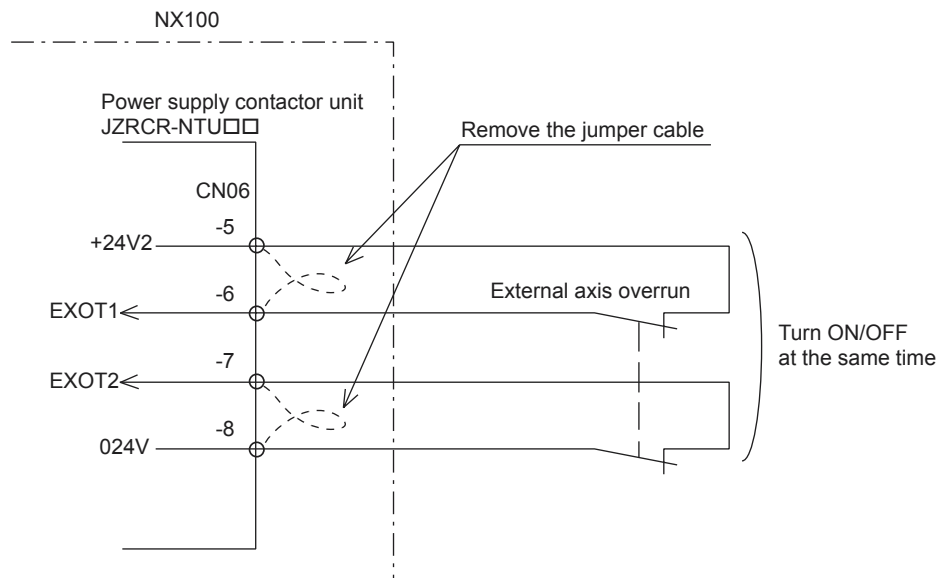 NX100
Power supply contactor unit
JZRCR-NTU□□
Remove the jumper cable
CN06
-5
+24V2
-6
External axis overrun
EXOT1
Turn ON/OFF
at the same time
-7
EXOT2
-8
024V